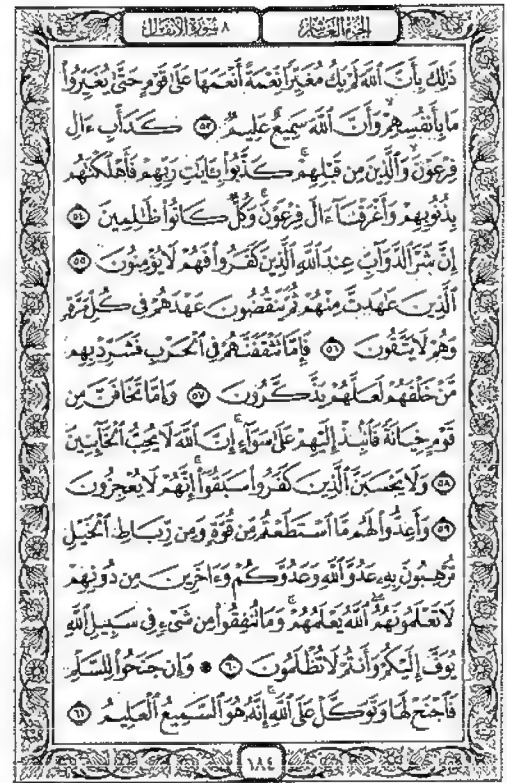 الجزء العاشر
٨ سورة الأنفال
ذَٰلِكَ بِأَنَّ ٱللَّهَ لَمْ يَكُ مُغَيِّرًا نِّعْمَةً أَنْعَمَهَا عَلَىٰ قَوْمٍ حَتَّىٰ يُغَيِّرُوا۟
مَا بِأَنفُسِهِمْ ۙ وَأَنَّ ٱللَّهَ سَمِيعٌ عَلِيمٌ ٥٣ كَدَأْبِ ءَالِ
فِرْعَوْنَ ۙ وَٱلَّذِينَ مِن قَبْلِهِمْ ۚ كَذَّبُوا۟ بِـَٔايَـٰتِ رَبِّهِمْ فَأَهْلَكْنَـٰهُم
بِذُنُوبِهِمْ وَأَغْرَقْنَآ ءَالَ فِرْعَوْنَ ۚ وَكُلٌّ كَانُوا۟ ظَـٰلِمِينَ ٥٤
إِنَّ شَرَّ ٱلدَّوَآبِّ عِندَ ٱللَّهِ ٱلَّذِينَ كَفَرُوا۟ فَهُمْ لَا يُؤْمِنُونَ ٥٥
ٱلَّذِينَ عَـٰهَدتَّ مِنْهُمْ ثُمَّ يَنقُضُونَ عَهْدَهُمْ فِى كُلِّ مَرَّةٍ
وَهُمْ لَا يَتَّقُونَ ٥٦ فَإِمَّا تَثْقَفَنَّهُمْ فِى ٱلْحَرْبِ فَشَرِّدْ بِهِم
مَّنْ خَلْفَهُمْ لَعَلَّهُمْ يَذَّكَّرُونَ ٥٧ وَإِمَّا تَخَافَنَّ مِن
قَوْمٍ خِيَانَةً فَٱنۢبِذْ إِلَيْهِمْ عَلَىٰ سَوَآءٍ ۚ إِنَّ ٱللَّهَ لَا يُحِبُّ ٱلْخَآئِنِينَ
٥٨ وَلَا يَحْسَبَنَّ ٱلَّذِينَ كَفَرُوا۟ سَبَقُوٓا۟ ۚ إِنَّهُمْ لَا يُعْجِزُونَ
٥٩ وَأَعِدُّوا۟ لَهُم مَّا ٱسْتَطَعْتُم مِّن قُوَّةٍ وَمِن رِّبَاطِ ٱلْخَيْلِ
تُرْهِبُونَ بِهِۦ عَدُوَّ ٱللَّهِ وَعَدُوَّكُمْ وَءَاخَرِينَ مِن دُونِهِمْ
لَا تَعْلَمُونَهُمُ ٱللَّهُ يَعْلَمُهُمْ ۚ وَمَا تُنفِقُوا۟ مِن شَىْءٍ فِى سَبِيلِ ٱللَّهِ
يُوَفَّ إِلَيْكُمْ وَأَنتُمْ لَا تُظْلَمُونَ ٦٠ ۞ وَإِن جَنَحُوا۟ لِلسَّلْمِ
فَٱجْنَحْ لَهَا وَتَوَكَّلْ عَلَى ٱللَّهِ ۚ إِنَّهُۥ هُوَ ٱلسَّمِيعُ ٱلْعَلِيمُ ٦١
١٨٤